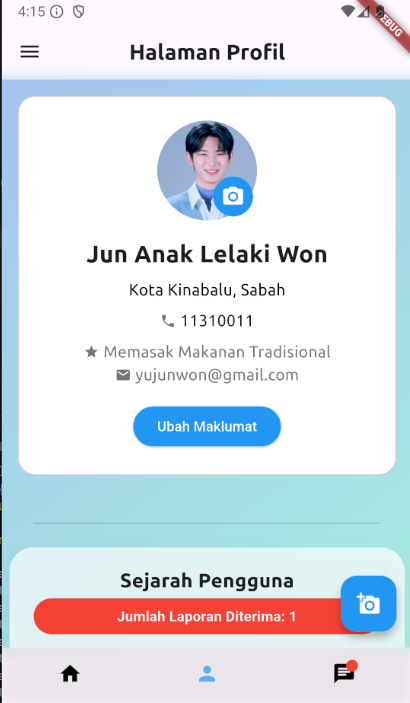 4:15
DEBUG
Halaman Profil
Jun Anak Lelaki Won
Kota Kinabalu, Sabah
11310011
Memasak Makanan Tradisional
yujunwon@gmail.com
Ubah Maklumat
Sejarah Pengguna
Jumlah Laporan Diterima: 1